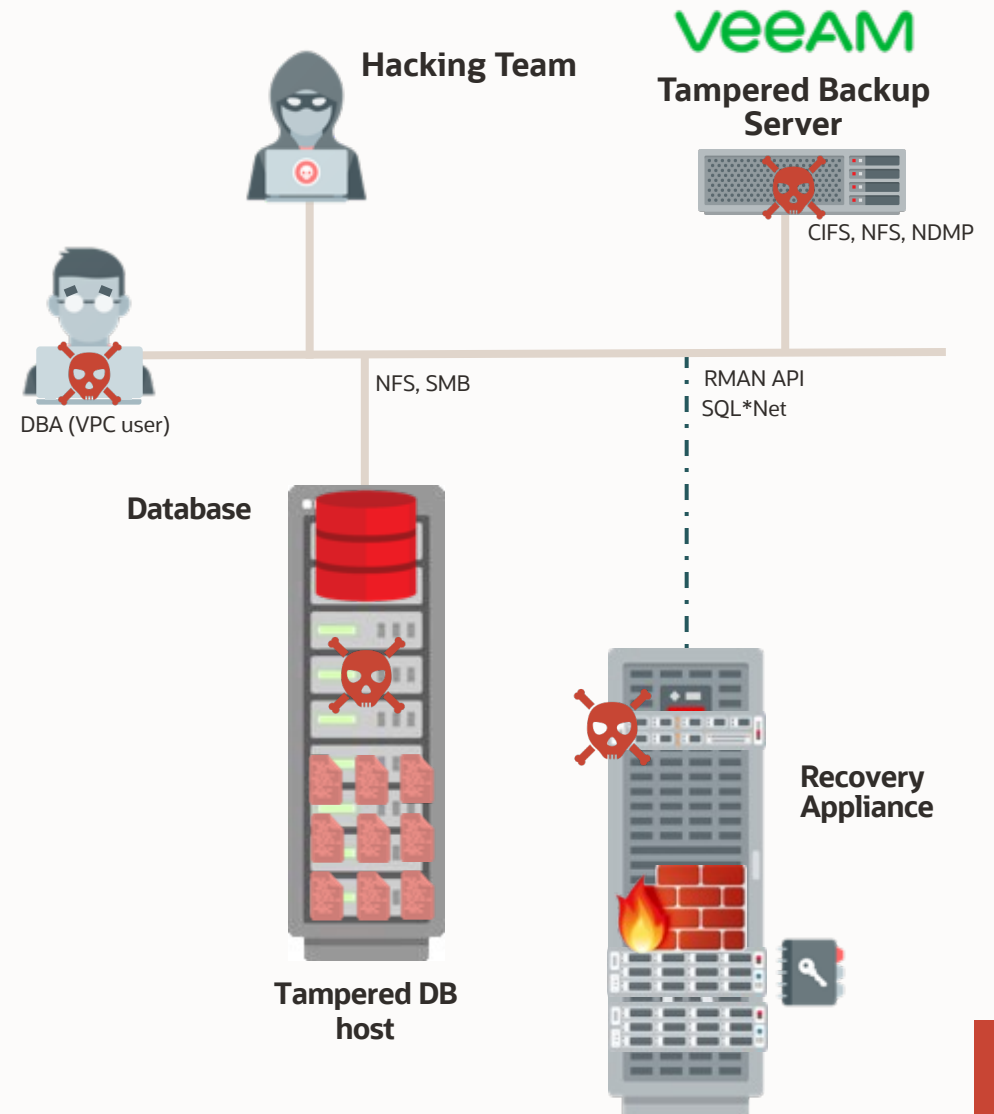 VeeAM
Hacking Team
Tampered Backup
Server
CIFS, NFS, NDMP
NFS, SMB
RMAN API
SQL*Net
DBA (VPC user)
Database
Recovery
Appliance
Tampered DB
host